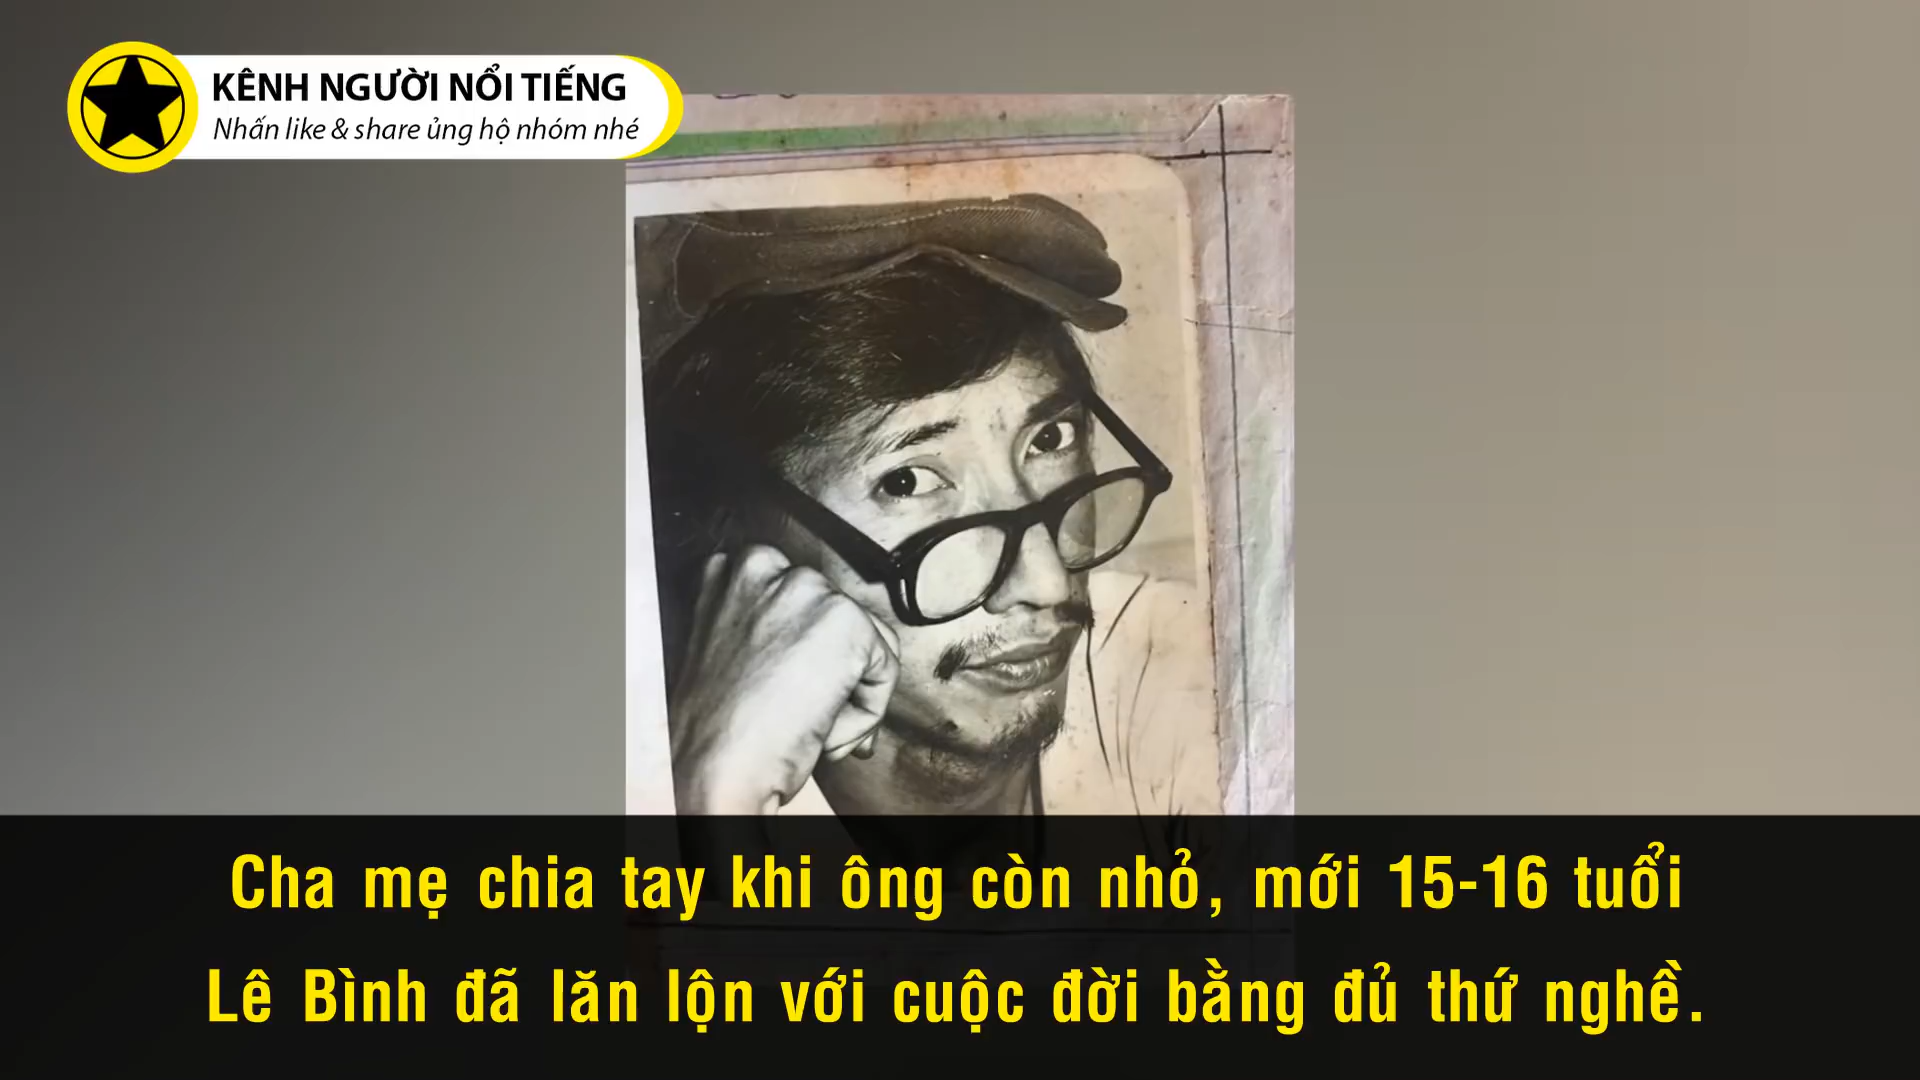 KÊNH NGƯỜI NỔI TIẾNG
Nhấn like & share ủng hộ nhóm nhé
Cha mẹ chia tay khi ông còn nhỏ, mới 15-16 tuổi
Lê Bình đã lăn lộn với cuộc đời bằng đủ thứ nghề.